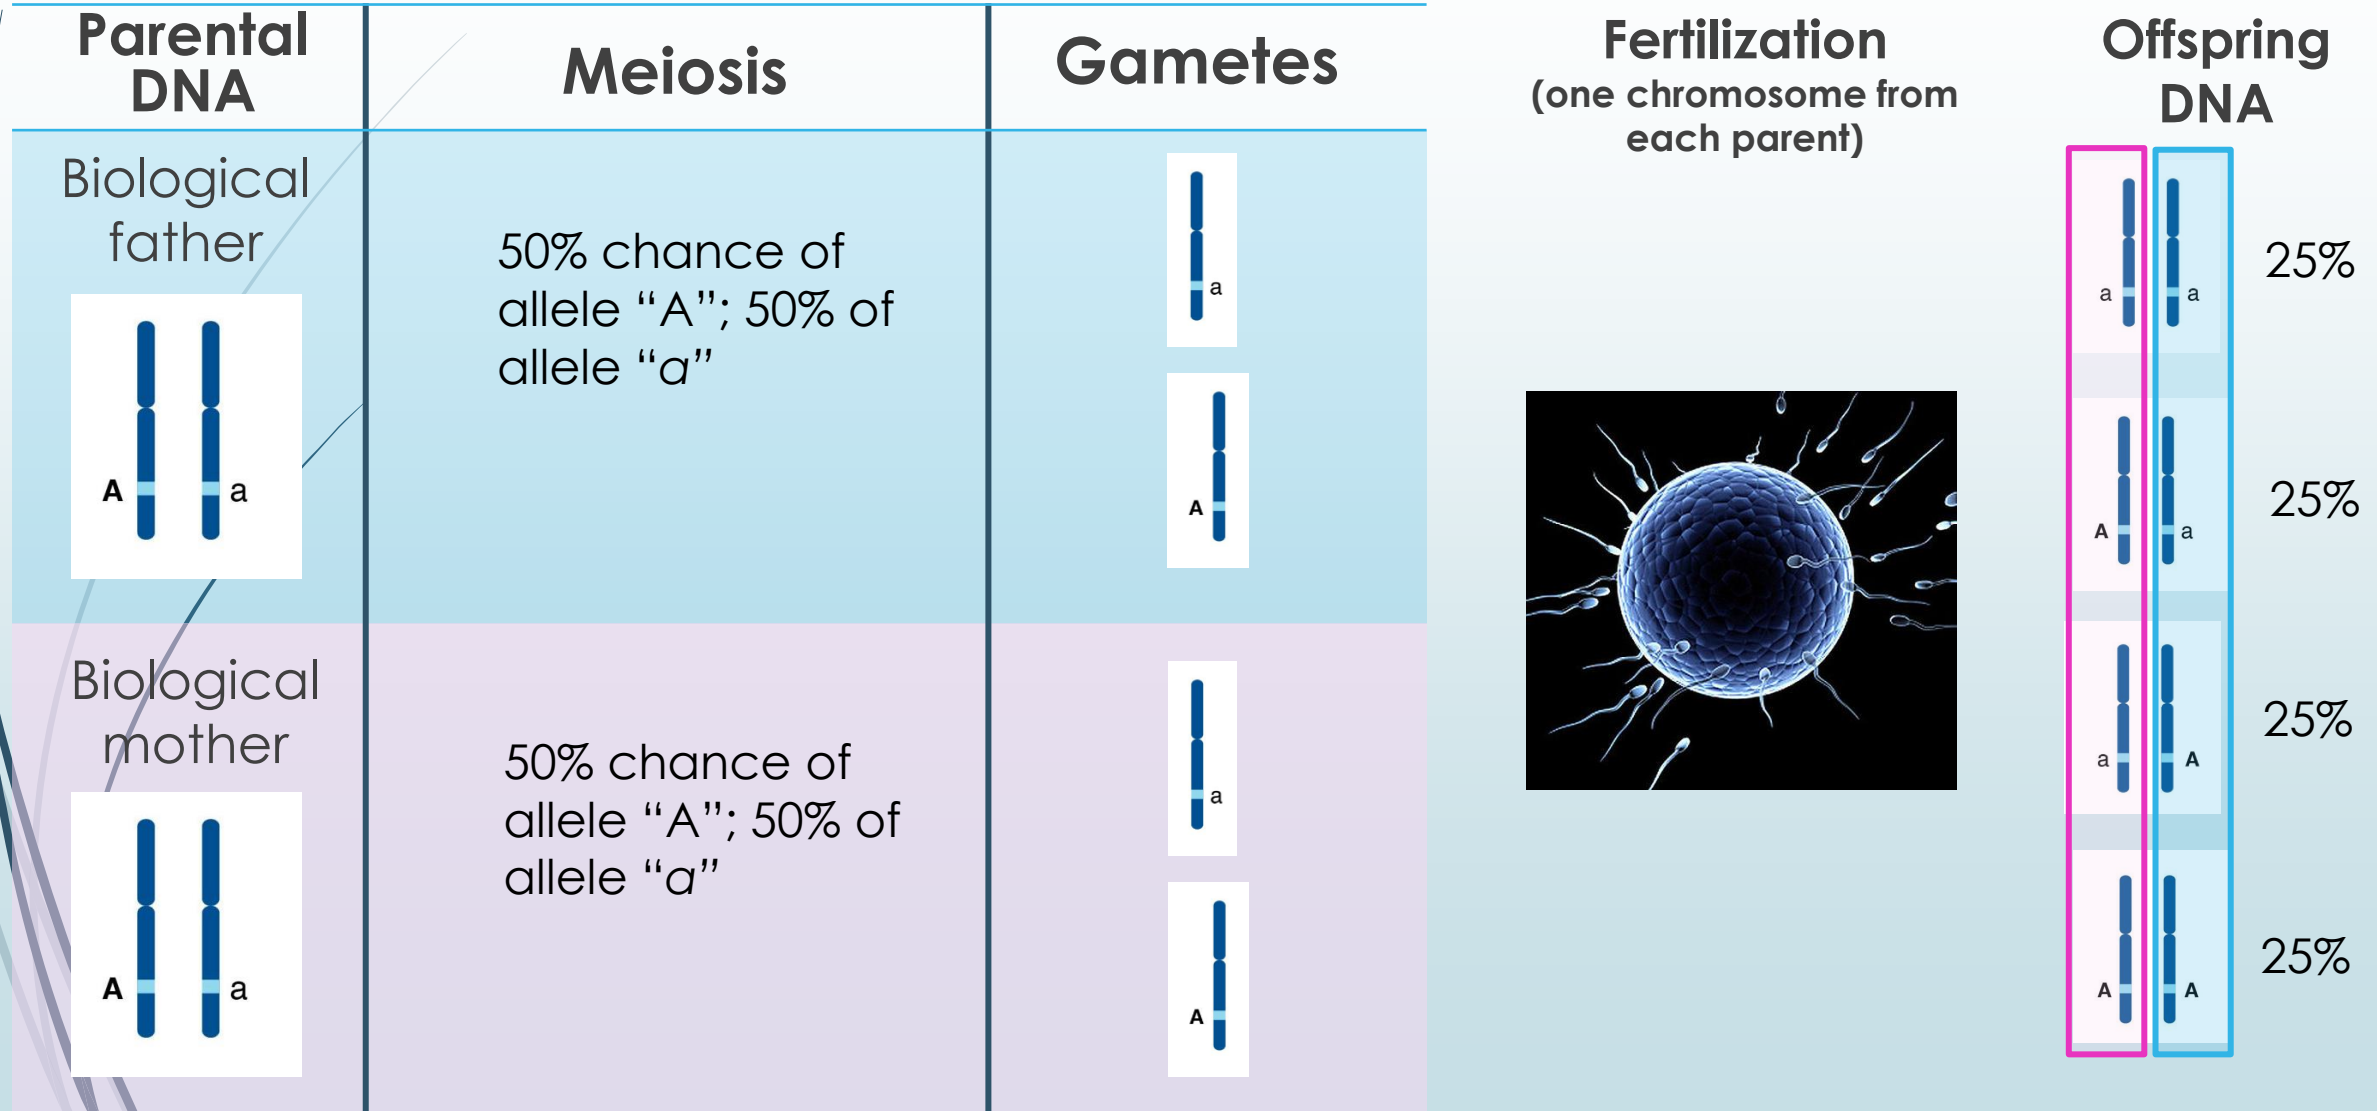 Parental
DNA
Meiosis
Gametes
Fertilization
(one chromosome from
each parent)
Offspring
DNA
Biological
father
A a
50% chance of
allele “A”; 50% of
allele “a”
a
A
Biological
mother
A a
50% chance of
allele “A”; 50% of
allele “a”
a
A
a a 25%
A a 25%
a A 25%
A A 25%